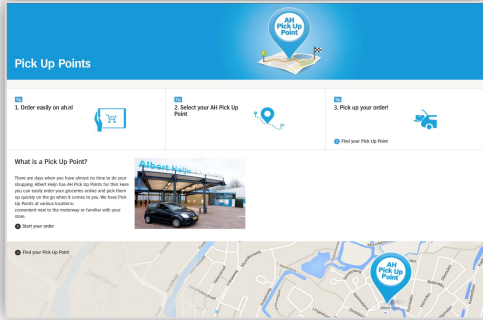 AH
Pick Up
Point
Pick Up Points
Tip
1. Order easily on ah.nl
Tip
2. Select your AH Pick Up
Point
Tip
3. Pick up your order!
Find your Pick Up Point
What is a Pick Up Point?
There are days when you have almost no time to do your
shopping. Albert Heijn has AH Pick Up Points for this! Here
you can easily order your groceries online and pick them
up quickly on the go when it comes to you. We have Pick
Up Points at various locations:
convenient next to the motorway or familiar with your
store.
Start your order
Albert Heijn
Find your Pick Up Point
AH
Pick Up
Point